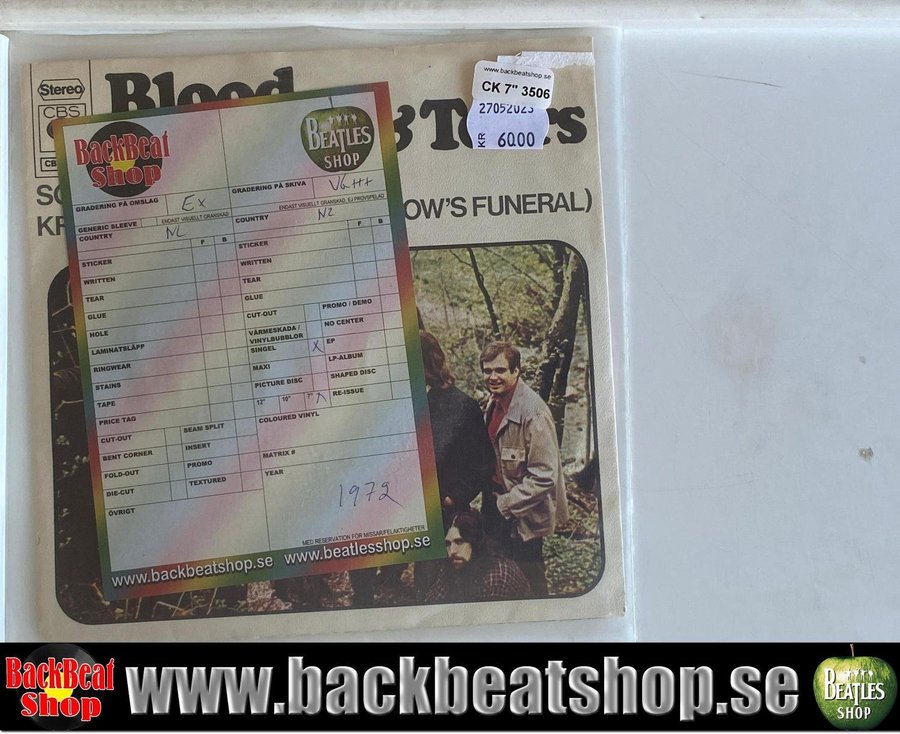 Stereo
CBS
Blood
& Tears
OW'S FUNERAL)
www.backbeatshop.se
CK 7" 3506
27052023
KR 6000
BackBeat
Shop
BEATLES
SHOP
GRADERING PÅ OMSLAG Ex
GENERIC SLEEVE ENDAST VISUELLT GRANSKAD
COUNTRY NL
F B
STICKER
WRITTEN
TEAR
GLUE
HOLE
LAMINATSLÄPP
RINGWEAR
STAINS
TAPE
PRICE TAG
CUT-OUT SEAM SPLIT
BENT CORNER INSERT
FOLD-OUT PROMO
DIE-CUT TEXTURED
ÖVRIGT
GRADERING PÅ SKIVA VG++
ENDAST VISUELLT GRANSKAD, EJ PROVSPELAD
COUNTRY NL
F B
STICKER
WRITTEN
TEAR
GLUE
CUT-OUT PROMO / DEMO
VÄRMESKADA / NO CENTER
VINYLBUBBLOR
SINGEL X EP
MAXI LP-ALBUM
PICTURE DISC SHAPED DISC
12" 10" 7" X RE-ISSUE
COLOURED VINYL
MATRIX #
YEAR
1972
MED RESERVATION FÖR MISSAR/FELAKTIGHETER
www.backbeatshop.se www.beatlesshop.se
BackBeat
Shop
www.backbeatshop.se
BEATLES
SHOP